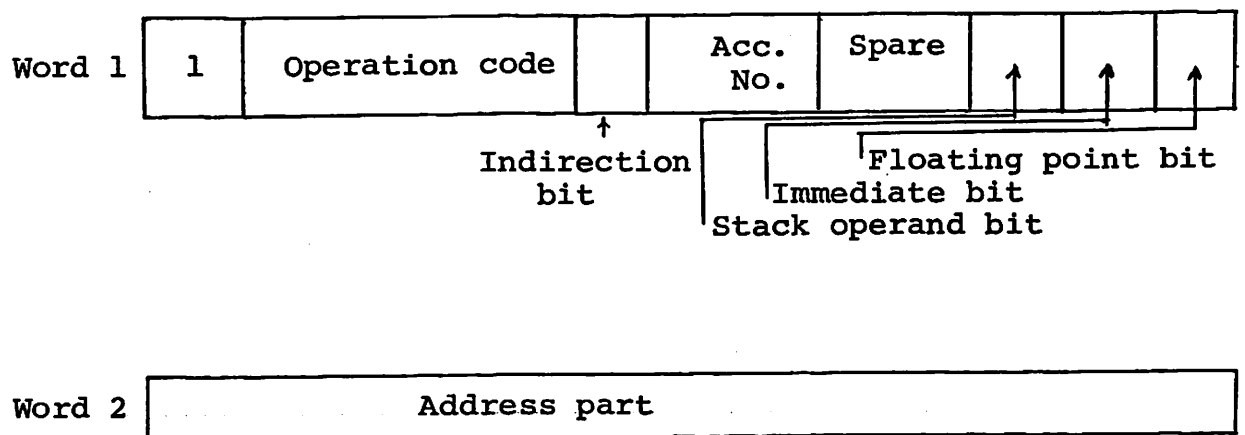 Word 1 1 Operation code Acc. No. Spare
Indirection bit
Floating point bit
Immediate bit
Stack operand bit
Word 2 Address part